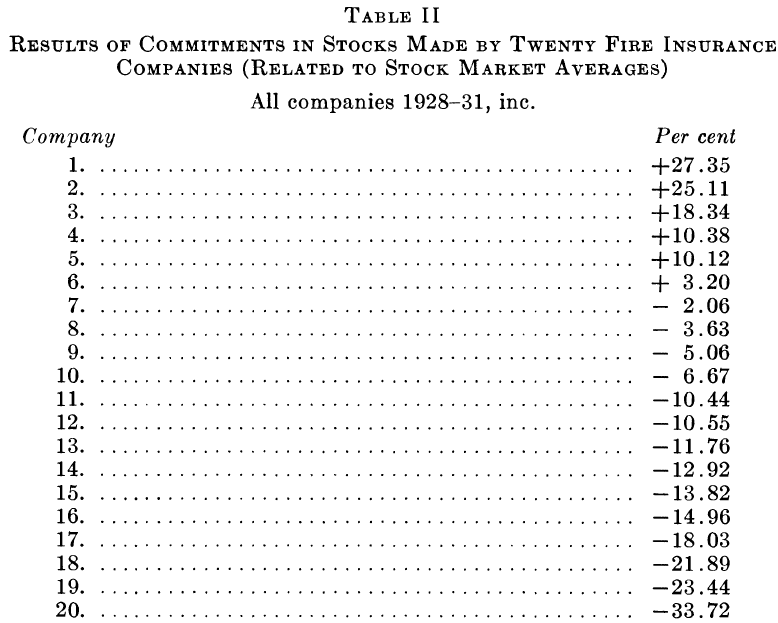 TABLE II
RESULTS OF COMMITMENTS IN STOCKS MADE BY TWENTY FIRE INSURANCE
COMPANIES (RELATED TO STOCK MARKET AVERAGES)
All companies 1928–31, inc.
Company Per cent
1. +27.35
2. +25.11
3. +18.34
4. +10.38
5. +10.12
6. + 3.20
7. − 2.06
8. − 3.63
9. − 5.06
10. − 6.67
11. −10.44
12. −10.55
13. −11.76
14. −12.92
15. −13.82
16. −14.96
17. −18.03
18. −21.89
19. −23.44
20. −33.72